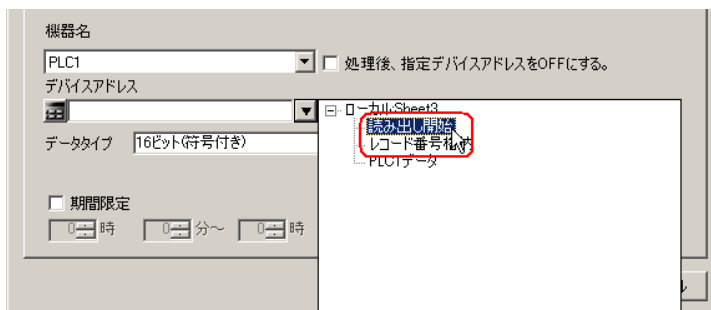 機器名
PLC1
処理後、指定デバイスアドレスをOFFにする。
デバイスアドレス
ローカル:Sheet3
読み出し開始
データタイプ 16ビット(符号付き)
レコード番号格納
PLC1データ
期間限定
0 時 0 分～ 0 時
ル